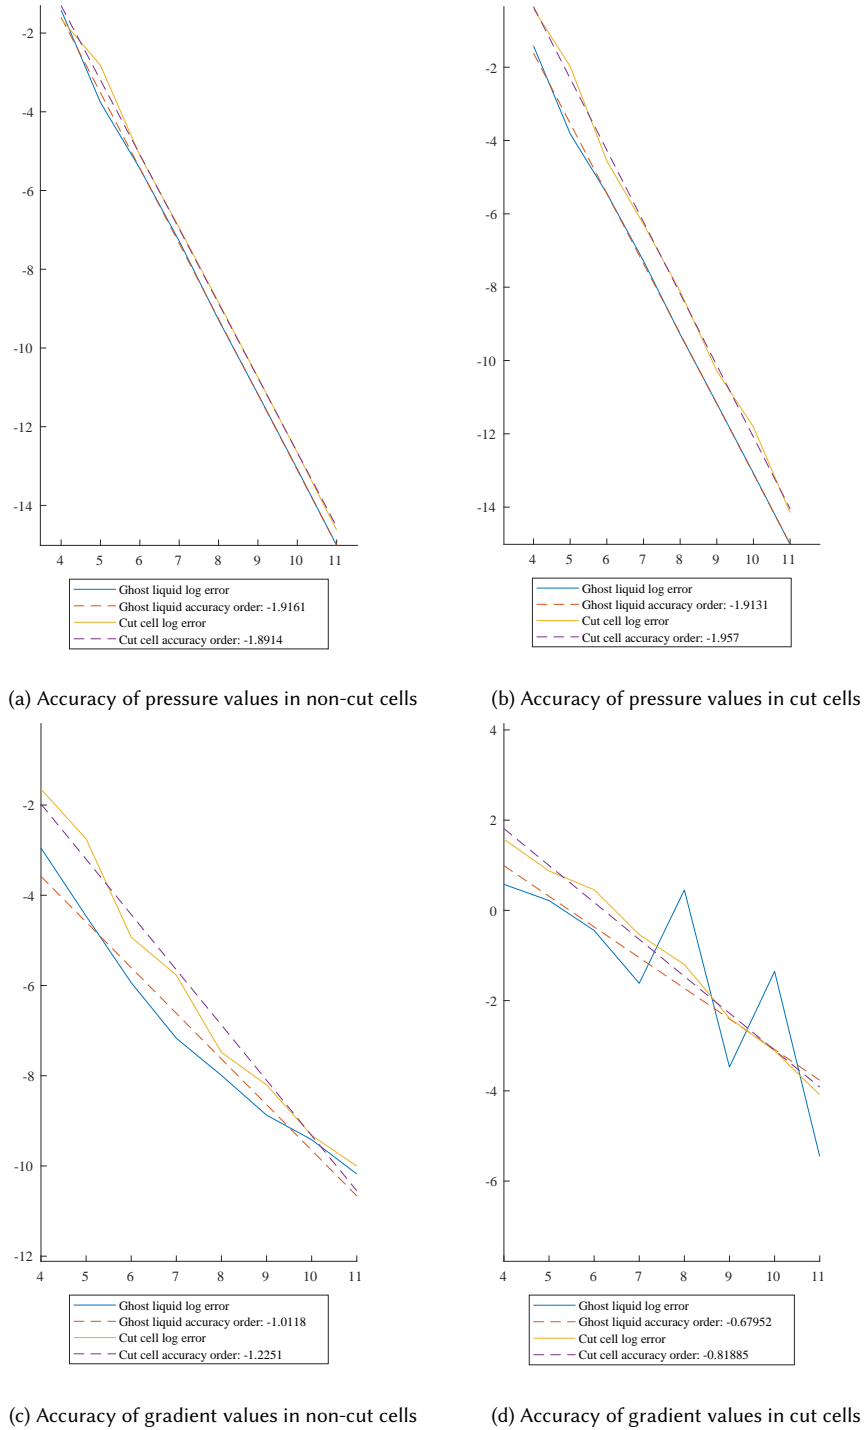 -2
-4
-6
-8
-10
-12
-14
4 5 6 7 8 9 10 11
Ghost liquid log error
Ghost liquid accuracy order: -1.9161
Cut cell log error
Cut cell accuracy order: -1.8914
(a) Accuracy of pressure values in non-cut cells
-2
-4
-6
-8
-10
-12
-14
4 5 6 7 8 9 10 11
Ghost liquid log error
Ghost liquid accuracy order: -1.9131
Cut cell log error
Cut cell accuracy order: -1.957
(b) Accuracy of pressure values in cut cells
-2
-4
-6
-8
-10
-12
4 5 6 7 8 9 10 11
Ghost liquid log error
Ghost liquid accuracy order: -1.0118
Cut cell log error
Cut cell accuracy order: -1.2251
(c) Accuracy of gradient values in non-cut cells
4
2
0
-2
-4
-6
4 5 6 7 8 9 10 11
Ghost liquid log error
Ghost liquid accuracy order: -0.67952
Cut cell log error
Cut cell accuracy order: -0.81885
(d) Accuracy of gradient values in cut cells